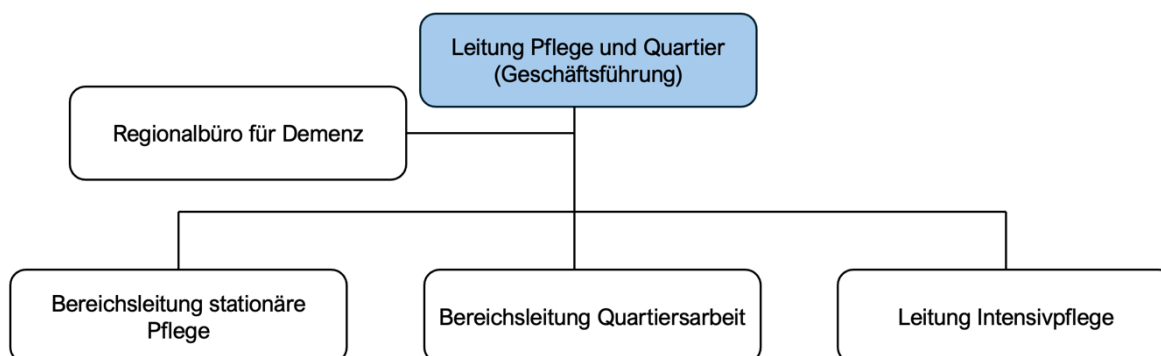 Leitung Pflege und Quartier
(Geschäftsführung)
Regionalbüro für Demenz
Bereichsleitung stationäre
Pflege
Bereichsleitung Quartiersarbeit
Leitung Intensivpflege